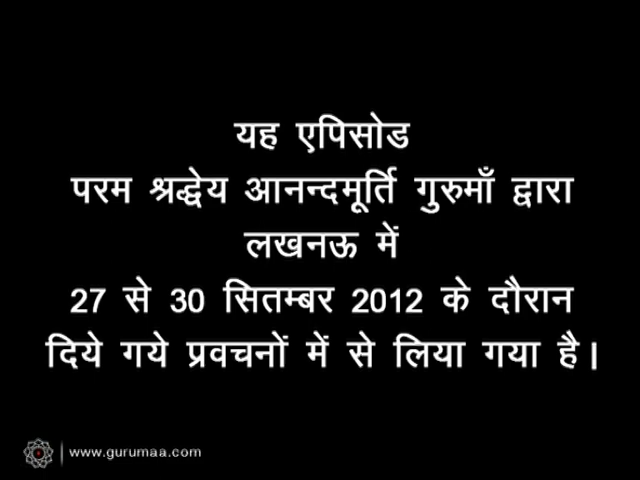 यह एपिसोड
परम श्रद्धेय आनन्दमूर्ति गुरुमाँ द्वारा
लखनऊ में
27 से 30 सितम्बर 2012 के दौरान
दिये गये प्रवचनों में से लिया गया है।
www.gurumaa.com